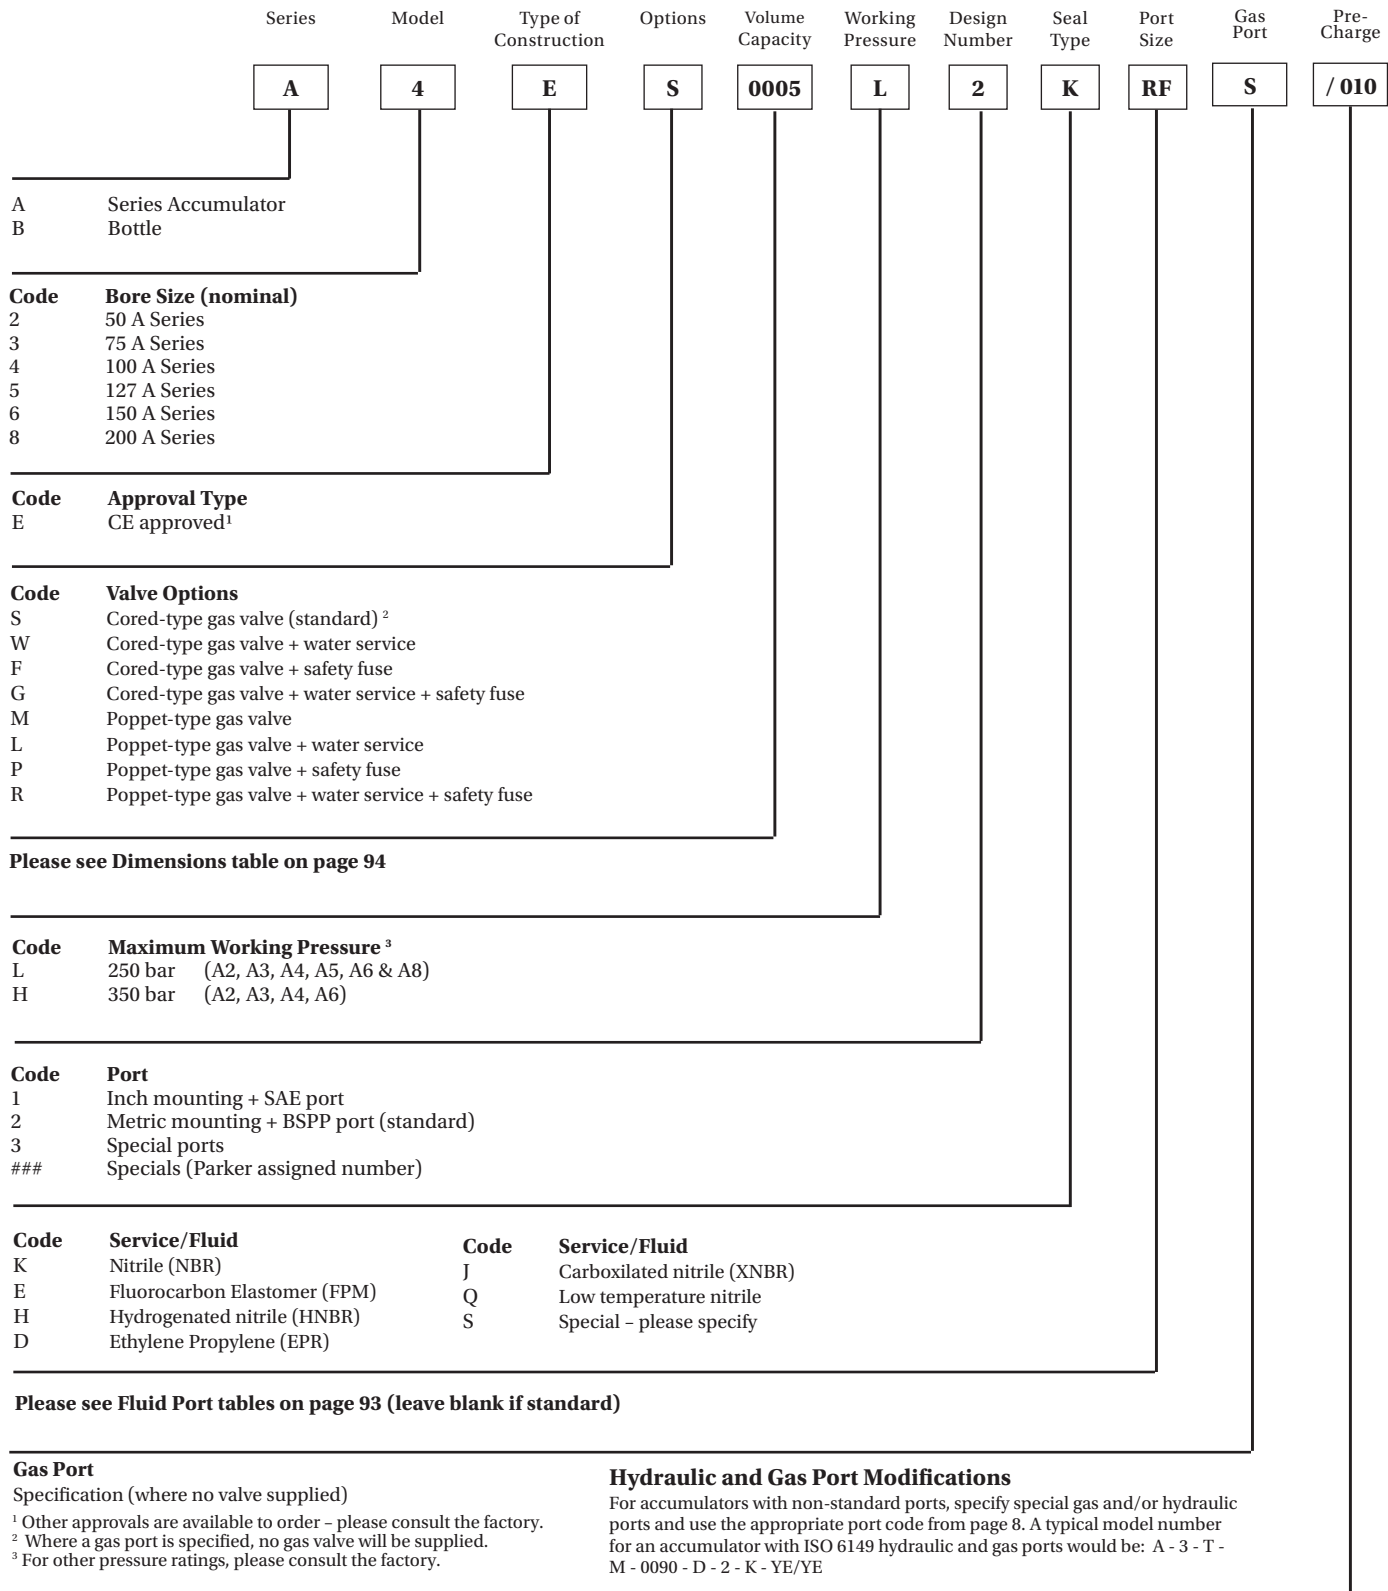 Series Model Type of Construction Options Volume Capacity Working Pressure Design Number Seal Type Port Size Gas Port Pre-Charge
A 4 E S 0005 L 2 K RF S / 010
A Series Accumulator
B Bottle
Code Bore Size (nominal)
2 50 A Series
3 75 A Series
4 100 A Series
5 127 A Series
6 150 A Series
8 200 A Series
Code Approval Type
E CE approved¹
Code Valve Options
S Cored-type gas valve (standard) ²
W Cored-type gas valve + water service
F Cored-type gas valve + safety fuse
G Cored-type gas valve + water service + safety fuse
M Poppet-type gas valve
L Poppet-type gas valve + water service
P Poppet-type gas valve + safety fuse
R Poppet-type gas valve + water service + safety fuse
Please see Dimensions table on page 94
Code Maximum Working Pressure ³
L 250 bar (A2, A3, A4, A5, A6 & A8)
H 350 bar (A2, A3, A4, A6)
Code Port
1 Inch mounting + SAE port
2 Metric mounting + BSPP port (standard)
3 Special ports
### Specials (Parker assigned number)
Code Service/Fluid
K Nitrile (NBR)
E Fluorocarbon Elastomer (FPM)
H Hydrogenated nitrile (HNBR)
D Ethylene Propylene (EPR)
Code Service/Fluid
J Carboxilated nitrile (XNBR)
Q Low temperature nitrile
S Special – please specify
Please see Fluid Port tables on page 93 (leave blank if standard)
Gas Port
Specification (where no valve supplied)
¹ Other approvals are available to order – please consult the factory.
² Where a gas port is specified, no gas valve will be supplied.
³ For other pressure ratings, please consult the factory.
Hydraulic and Gas Port Modifications
For accumulators with non-standard ports, specify special gas and/or hydraulic
ports and use the appropriate port code from page 8. A typical model number
for an accumulator with ISO 6149 hydraulic and gas ports would be: A - 3 - T -
M - 0090 - D - 2 - K - YE/YE